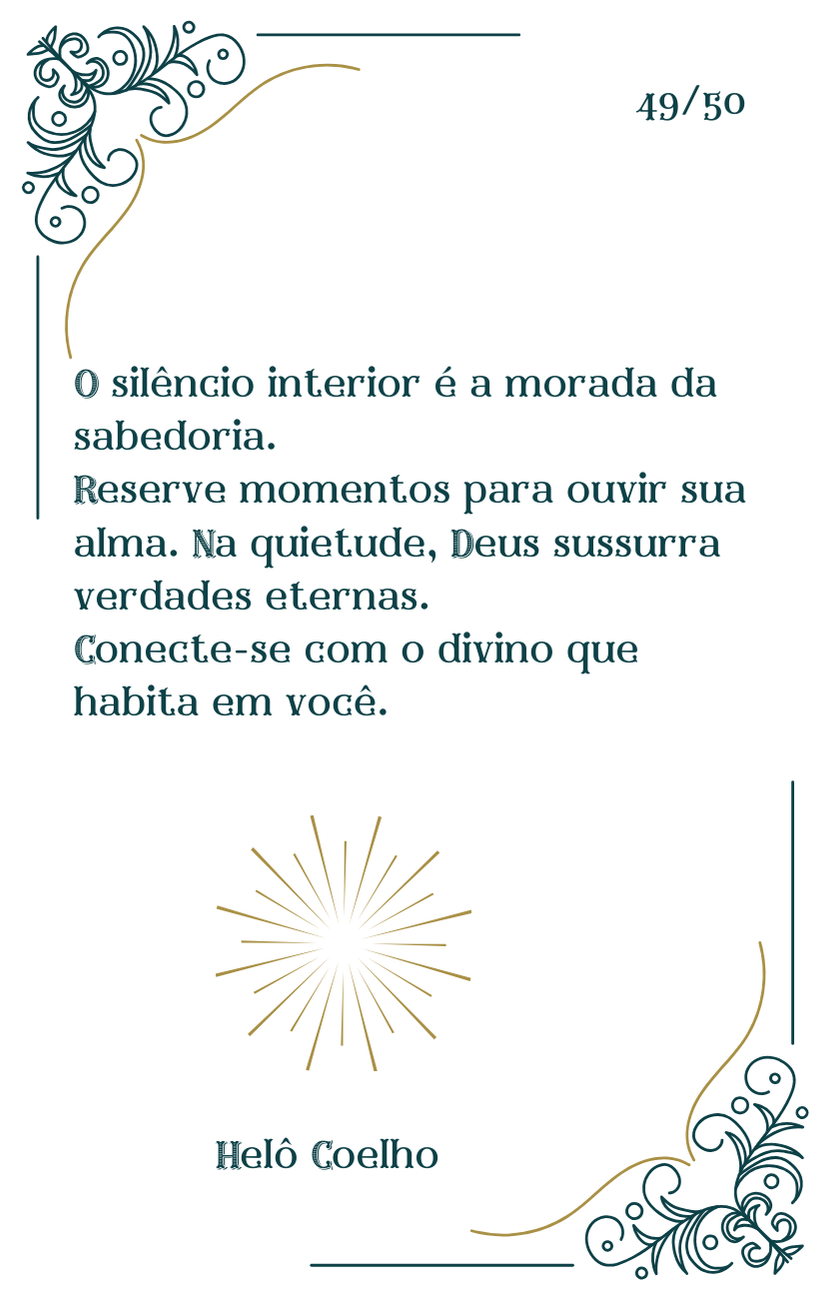 49/50
O silêncio interior é a morada da
sabedoria.
Reserve momentos para ouvir sua
alma. Na quietude, Deus sussurra
verdades eternas.
Conecte-se com o divino que
habita em você.
Helô Coelho